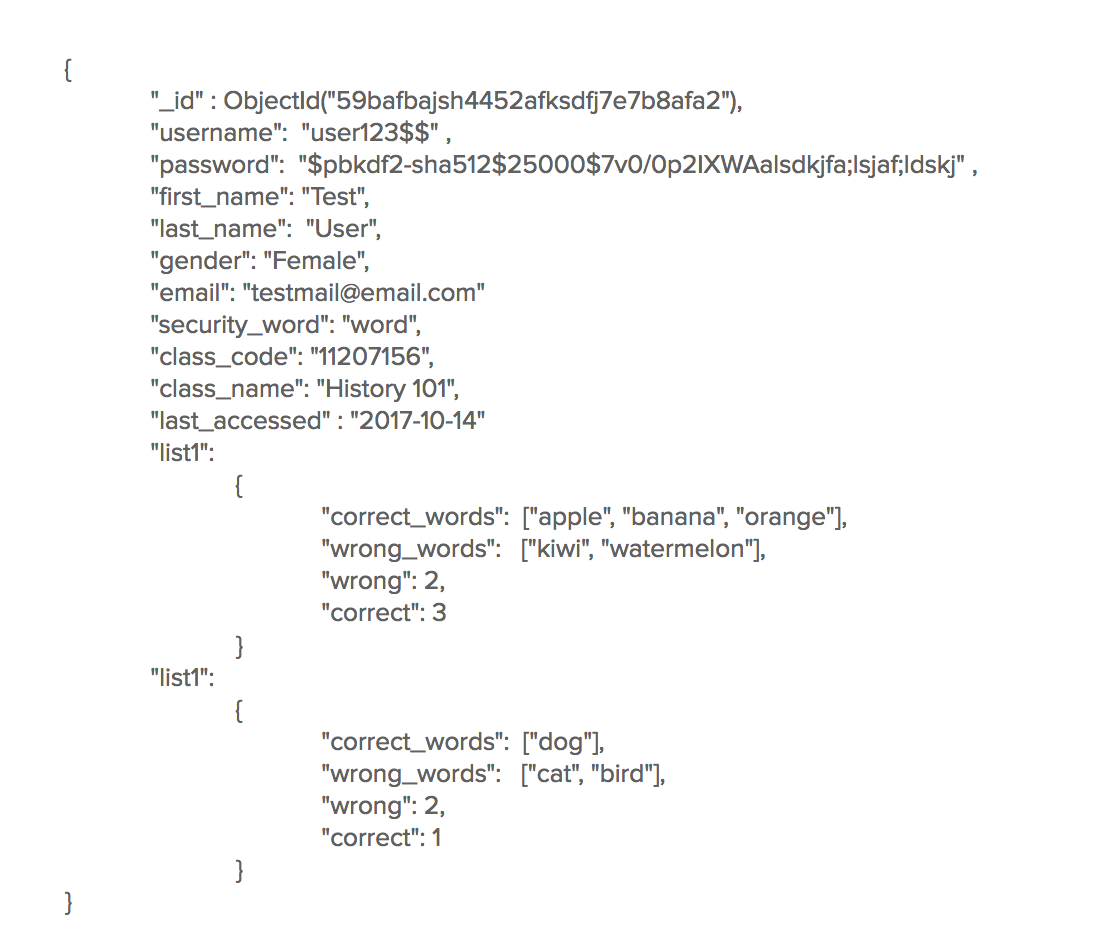 {
"_id" : ObjectId("59bafbajsh4452afksdfj7e7b8afa2"),
"username":  "user123$$" ,
"password":  "$pbkdf2-sha512$25000$7v0/0p2IXWAalsdkjfa;lsjaf;ldskj" ,
"first_name": "Test",
"last_name":  "User",
"gender": "Female",
"email": "testmail@email.com"
"security_word": "word",
"class_code": "11207156",
"class_name": "History 101",
"last_accessed" : "2017-10-14"
"list1":
{
"correct_words":  ["apple", "banana", "orange"],
"wrong_words":   ["kiwi", "watermelon"],
"wrong": 2,
"correct": 3
}
"list1":
{
"correct_words":  ["dog"],
"wrong_words":   ["cat", "bird"],
"wrong": 2,
"correct": 1
}
}